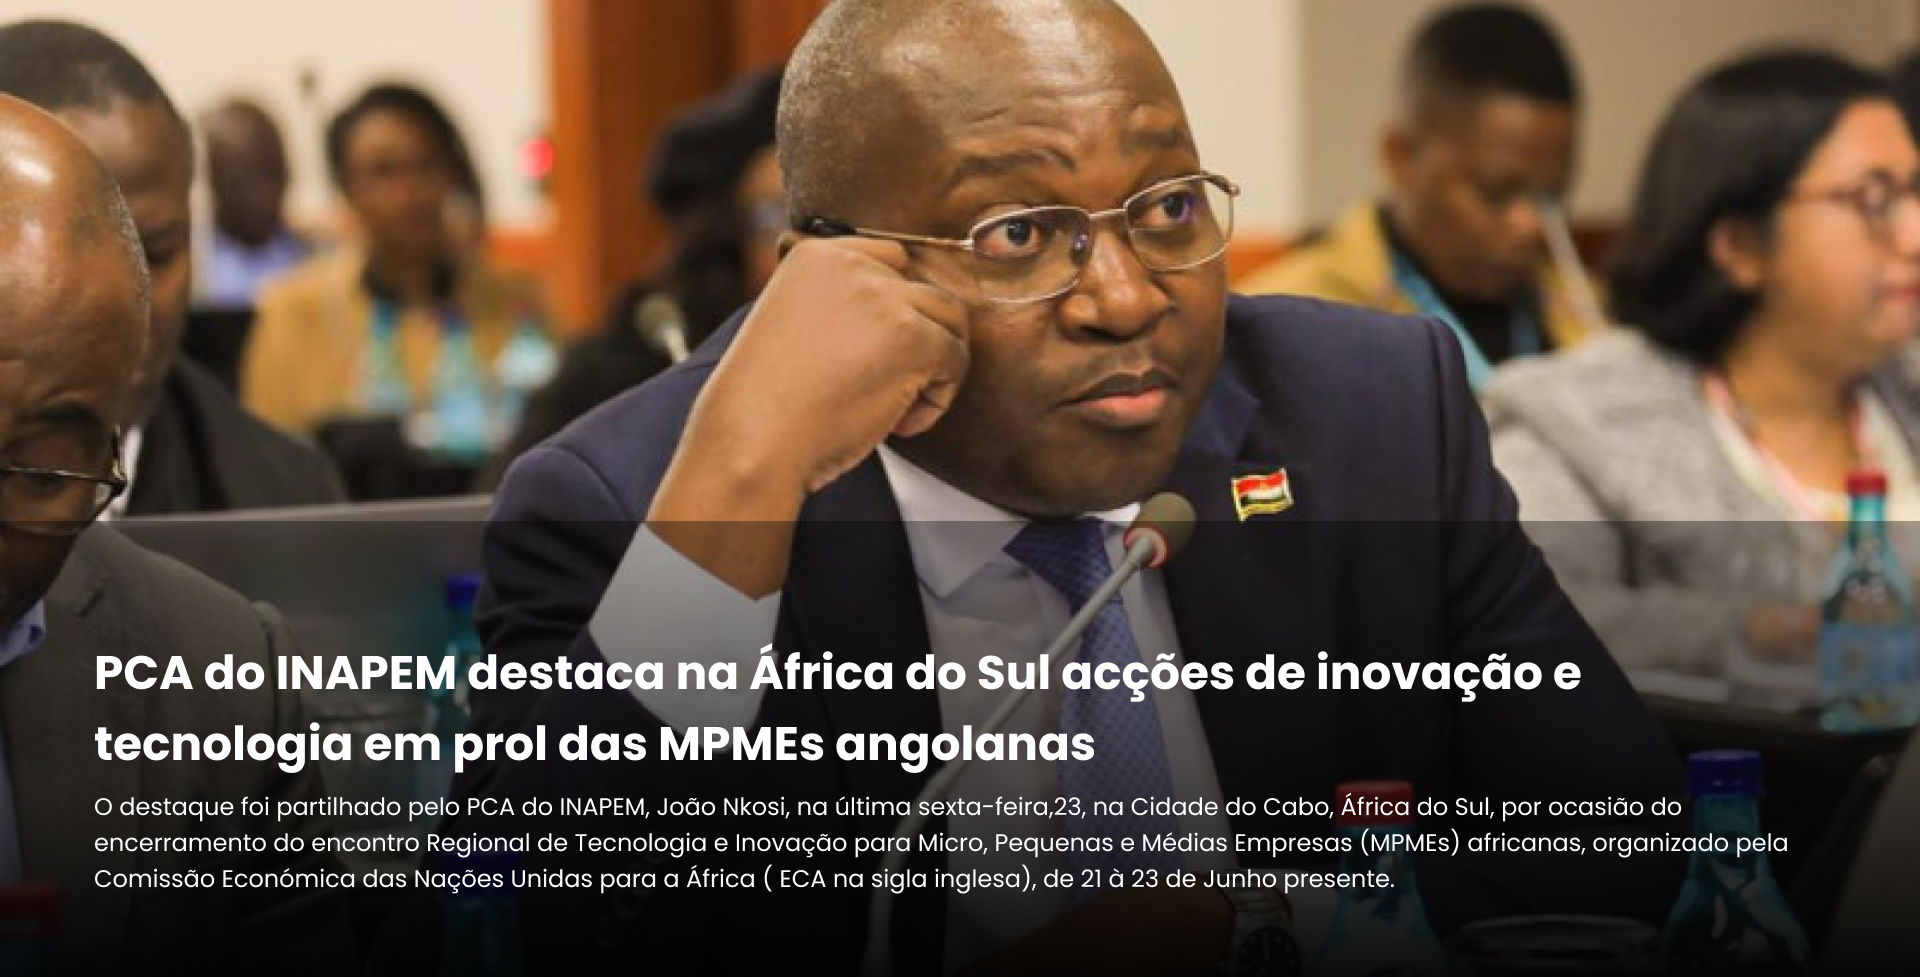 PCA do INAPEM destaca na África do Sul acções de inovação e
tecnologia em prol das MPMEs angolanas
O destaque foi partilhado pelo PCA do INAPEM, João Nkosi, na última sexta-feira,23, na Cidade do Cabo, África do Sul, por ocasião do
encerramento do encontro Regional de Tecnologia e Inovação para Micro, Pequenas e Médias Empresas (MPMEs) africanas, organizado pela
Comissão Económica das Nações Unidas para a África ( ECA na sigla inglesa), de 21 à 23 de Junho presente.